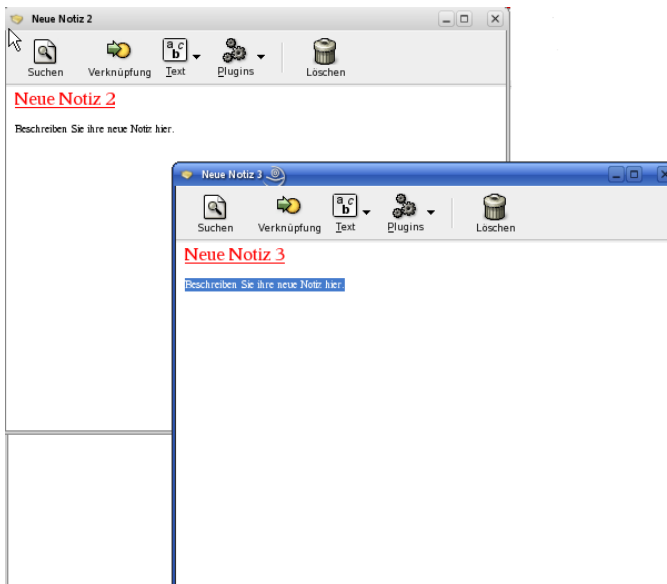 Neue Notiz 2
Suchen Verknüpfung Text Plugins Löschen
Neue Notiz 2
Beschreiben Sie ihre neue Notiz hier.
Neue Notiz 3
Suchen Verknüpfung Text Plugins Löschen
Neue Notiz 3
Beschreiben Sie ihre neue Notiz hier.